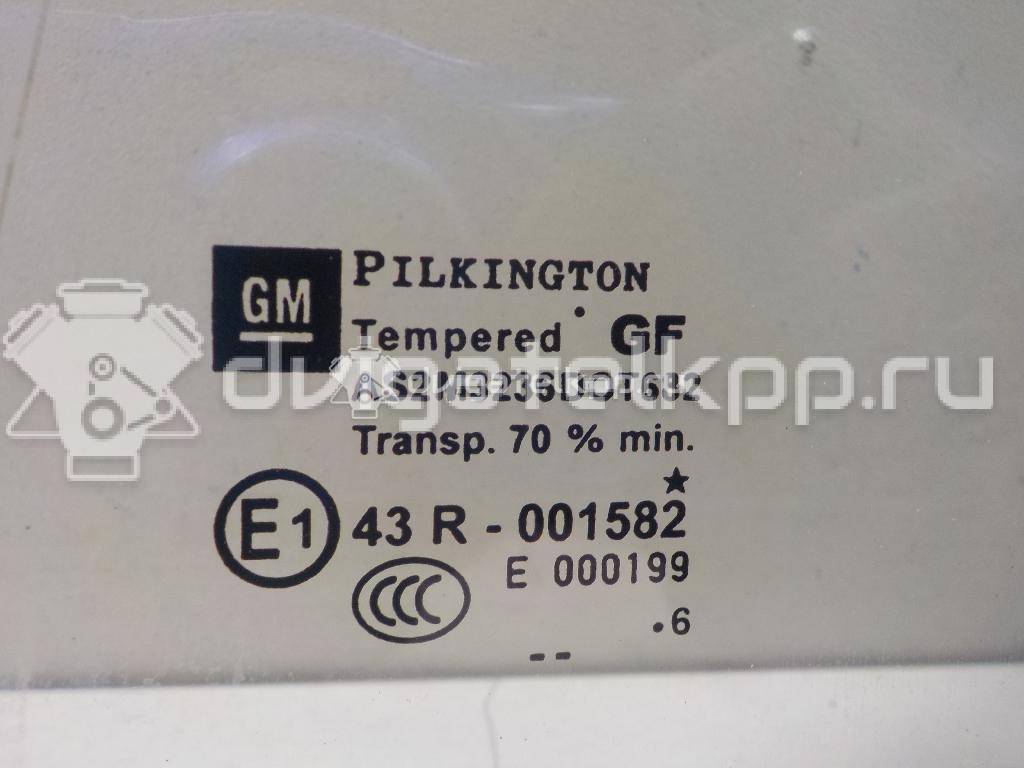 GM
PILKINGTON
Tempered GF
Transp. 70 % min.
E1 43 R - 001582
E 000199
CCC
.6
dvigatelkpp.ru